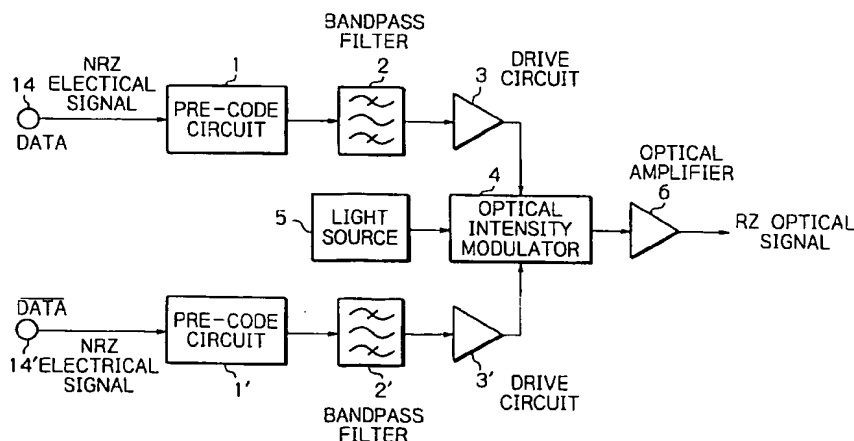 BANDPASS
FILTER
2
DRIVE
CIRCUIT
3
NRZ
ELECTICAL
SIGNAL
1
14
DATA
PRE-CODE
CIRCUIT
OPTICAL
AMPLIFIER
6
4
5
LIGHT
SOURCE
OPTICAL
INTENSITY
MODULATOR
RZ OPTICAL
SIGNAL
DATA
14'
NRZ
ELECTRICAL
SIGNAL
PRE-CODE
CIRCUIT
1'
2'
BANDPASS
FILTER
3'
DRIVE
CIRCUIT